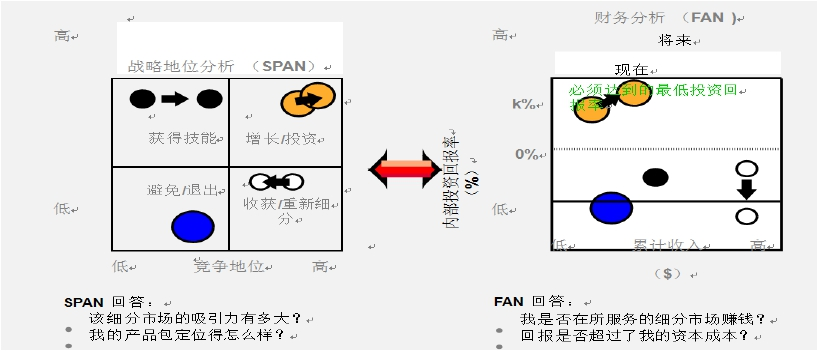 高
战略地位分析 （SPAN）
获得技能
增长/投资
避免/退出
收获/重新细
分
低
低
竞争地位
高
SPAN 回答：
该细分市场的吸引力有多大？
我的产品包定位得怎么样？
内部投资回报率
（%）
财务分析 （FAN ）
高
将来
现在
必须达到的最低投资回
报率
k%
0%
低
低
累计收入
高
（$）
FAN 回答：
我是否在所服务的细分市场赚钱？
回报是否超过了我的资本成本？